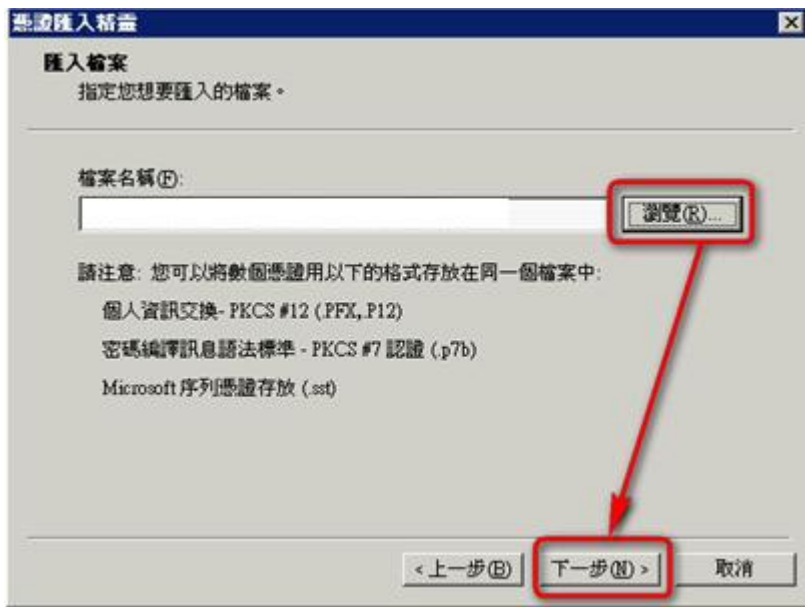 憑證匯入精靈
匯入檔案
指定您想要匯入的檔案。
檔案名稱(F):
瀏覽(R)...
請注意: 您可以將數個憑證用以下的格式存放在同一個檔案中:
個人資訊交換- PKCS #12 (.PFX,.P12)
密碼編譯訊息語法標準 - PKCS #7 認證 (.p7b)
Microsoft 序列憑證存放 (.sst)
<上一步(B)
下一步(N) >
取消